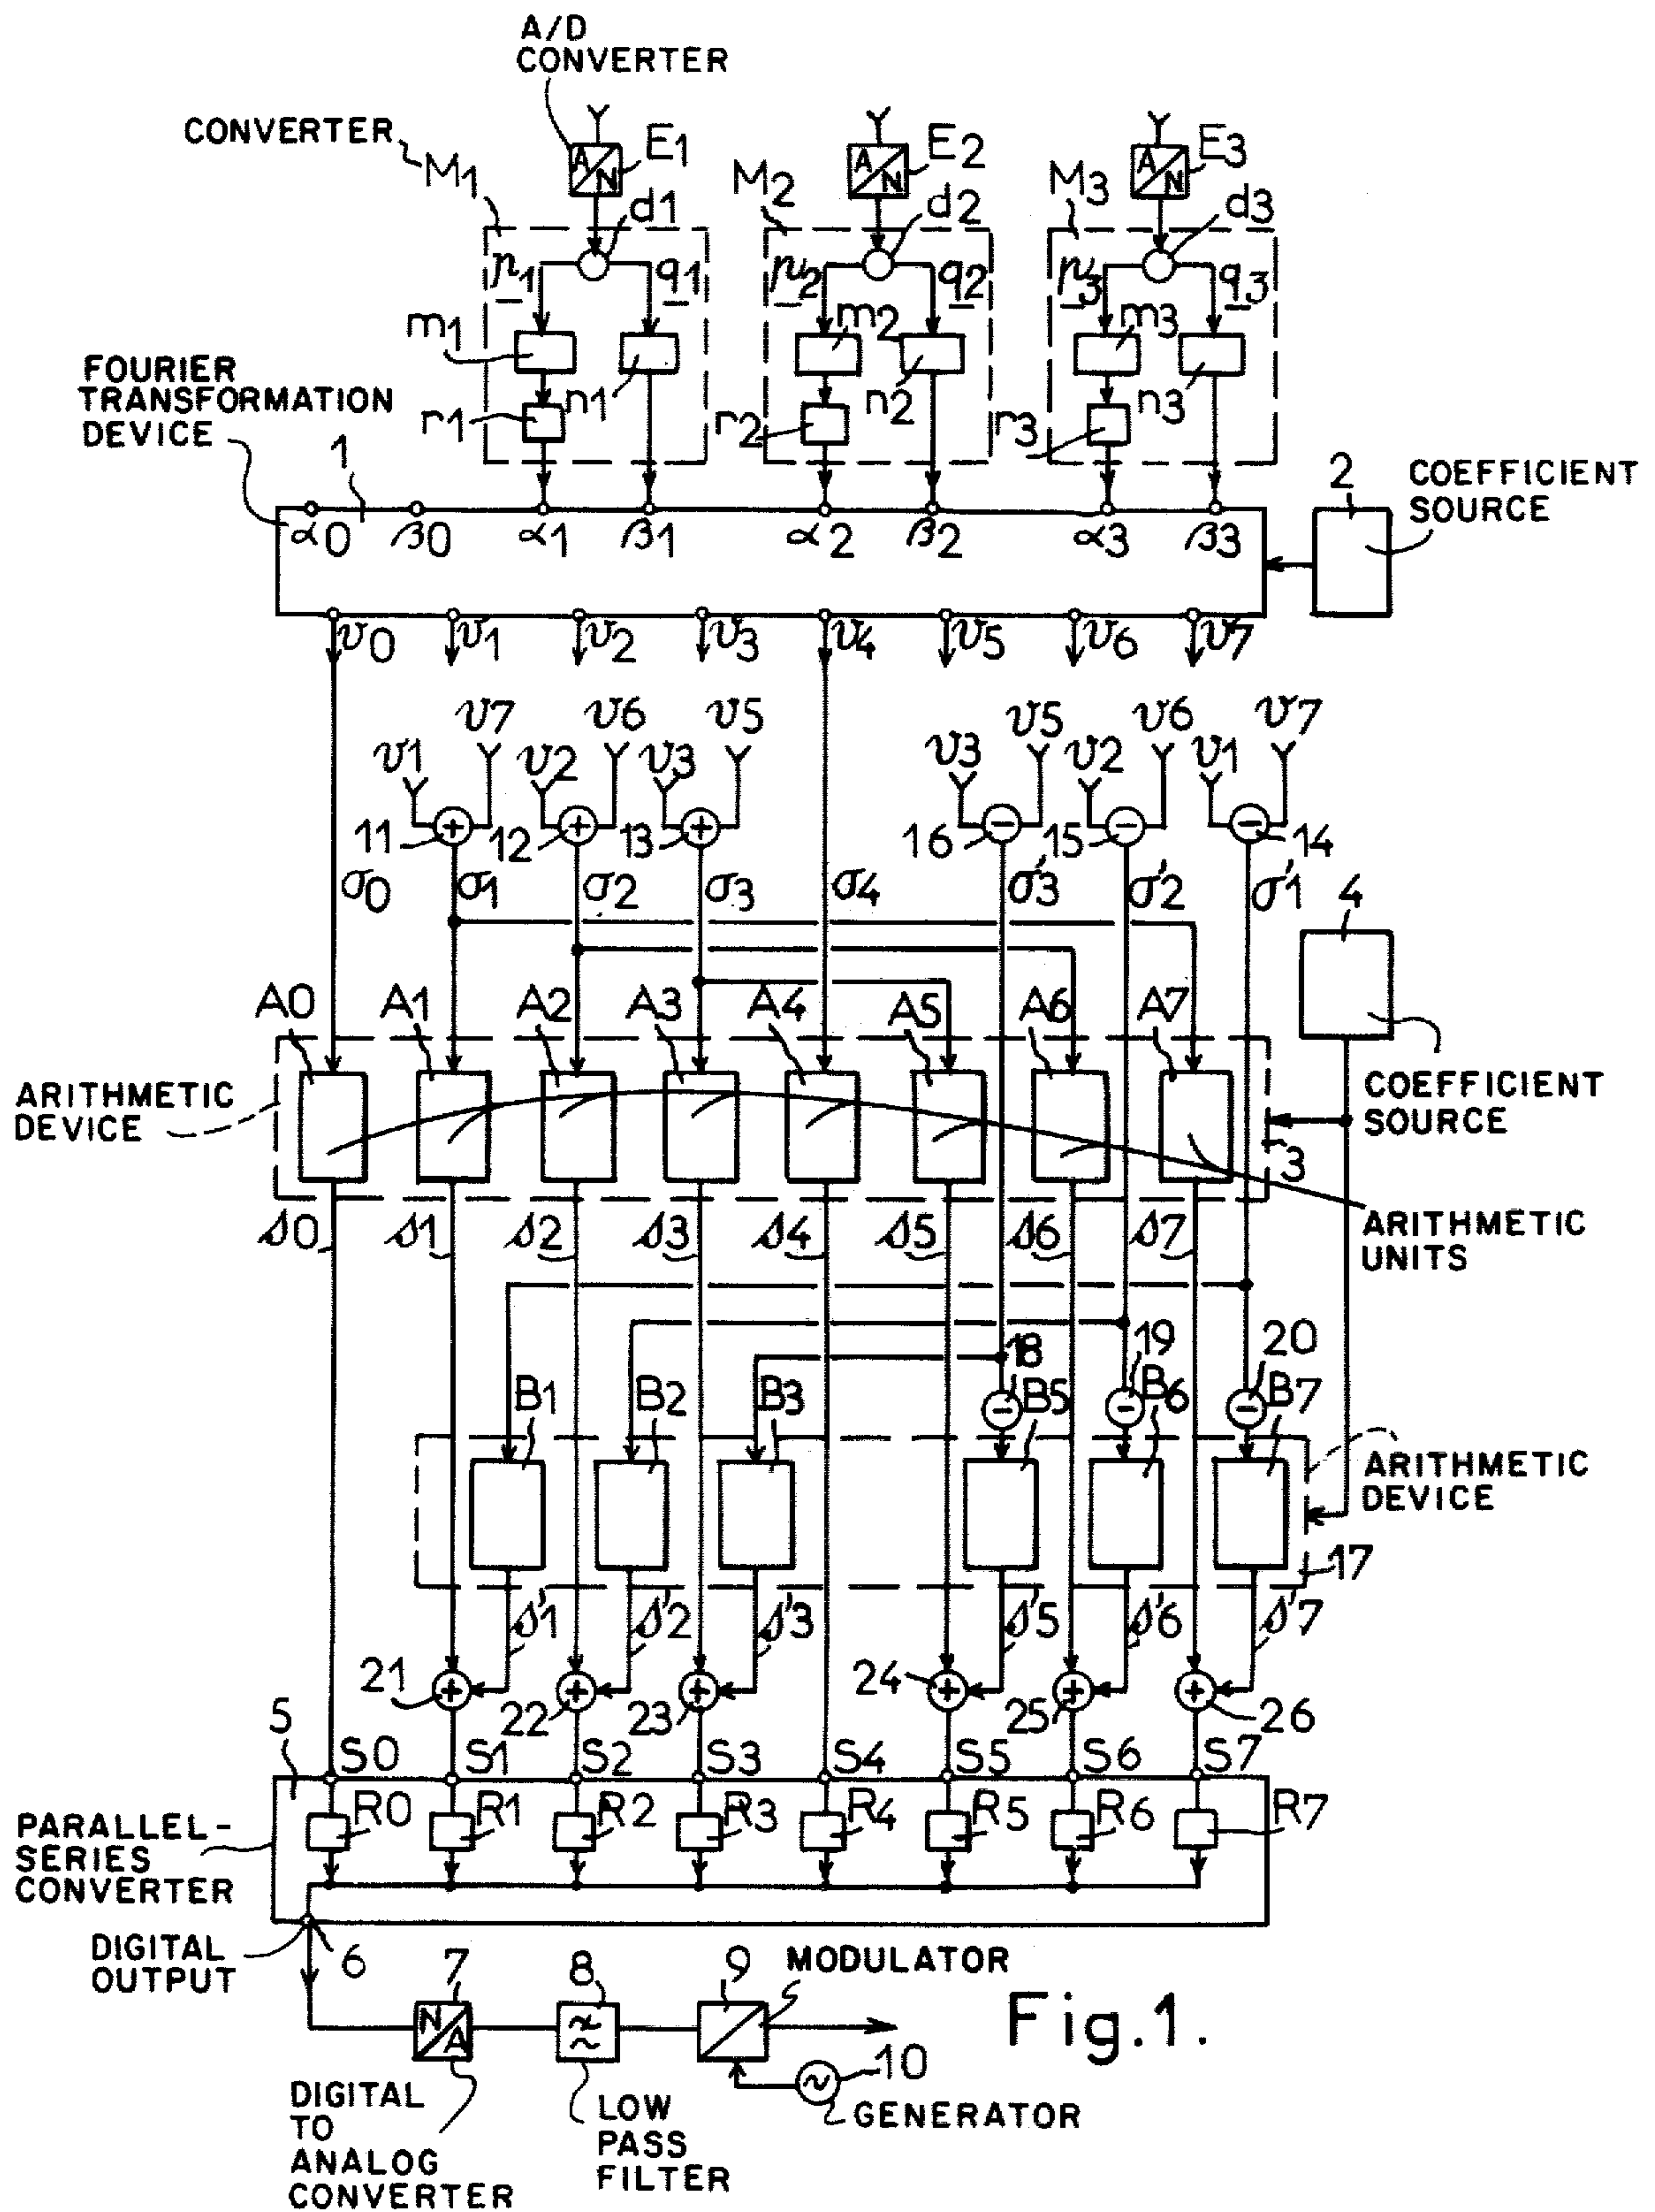 A/D
CONVERTER
CONVERTER
M1 A/N E1 M2 A/N E2 M3 A/N E3
d1 d2 d3
p1 q1 p2 q2 p3 q3
m1 m2 m3
r1 n1 r2 n2 r3 n3
FOURIER
TRANSFORMATION
DEVICE
1
2
COEFFICIENT
SOURCE
α0 β0 α1 β1 α2 β2 α3 β3
v0 v1 v2 v3 v4 v5 v6 v7
v7 v6 v5 v5 v6 v7
v1 v2 v3 v3 v2 v1
+ + + − − −
11 12 13 16 15 14
σ0 σ1 σ2 σ3 σ4 σ'3 σ'2 σ'1
4
A0 A1 A2 A3 A4 A5 A6 A7
ARITHMETIC
DEVICE
COEFFICIENT
SOURCE
3
ARITHMETIC
UNITS
s0 s1 s2 s3 s4 s5 s6 s7
18 19 20
B1 B2 B3 B5 B6 B7
− − −
ARITHMETIC
DEVICE
17
s'1 s'2 s'3 s'5 s'6 s'7
21 22 23 24 25 26
+ + + + + +
5
S0 S1 S2 S3 S4 S5 S6 S7
R0 R1 R2 R3 R4 R5 R6 R7
PARALLEL-
SERIES
CONVERTER
DIGITAL
OUTPUT
6
7 8 9 MODULATOR
N/A
10
GENERATOR
DIGITAL
TO
ANALOG
CONVERTER
LOW
PASS
FILTER
Fig.1.